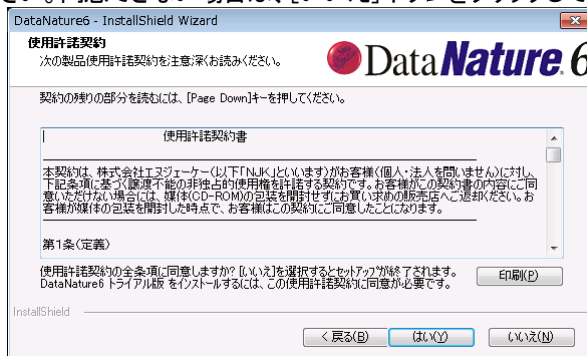 DataNature6 - InstallShield Wizard
使用許諾契約
次の製品使用許諾契約を注意深くお読みください。
Data Nature 6
契約の残りの部分を読むには、[Page Down]キーを押してください。
使用許諾契約書
本契約は、株式会社エヌジェーケー(以下「NJK」といいます)がお客様(個人・法人を問いません)に対し、
下記条項に基づく譲渡不能の非独占的使用権を許諾する契約です。お客様がこの契約書の内容にご同
意いただけない場合には、媒体(CD-ROM)の包装を開封せずにお買い求めの販売店へご返却ください。お
客様が媒体の包装を開封した時点で、お客様はこの契約にご同意したことになります。
第1条(定義)
使用許諾契約の全条項に同意しますか? [いいえ]を選択するとセットアップが終了されます。
DataNature6 トライアル版 をインストールするには、この使用許諾契約に同意が必要です。
印刷(P)
InstallShield
< 戻る(B)
はい(Y)
いいえ(N)